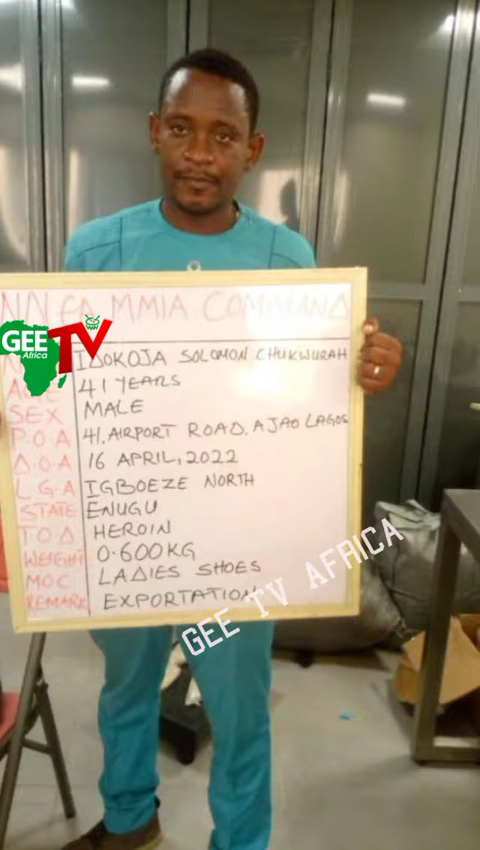 MMIA COMMAND
GEE TV
Africa
IDOKOJA SOLOMON CHUKWURAH
AGE 41 YEARS
SEX MALE
P.O.A 41, AIRPORT ROAD, AJAO LAGOS
D.O.A 16 APRIL, 2022
L.G.A IGBOEZE NORTH
STATE ENUGU
T.O.D HEROIN
WEIGHT 0.600KG
MOC LADIES SHOES
REMARK EXPORTATION
GEE TV AFRICA